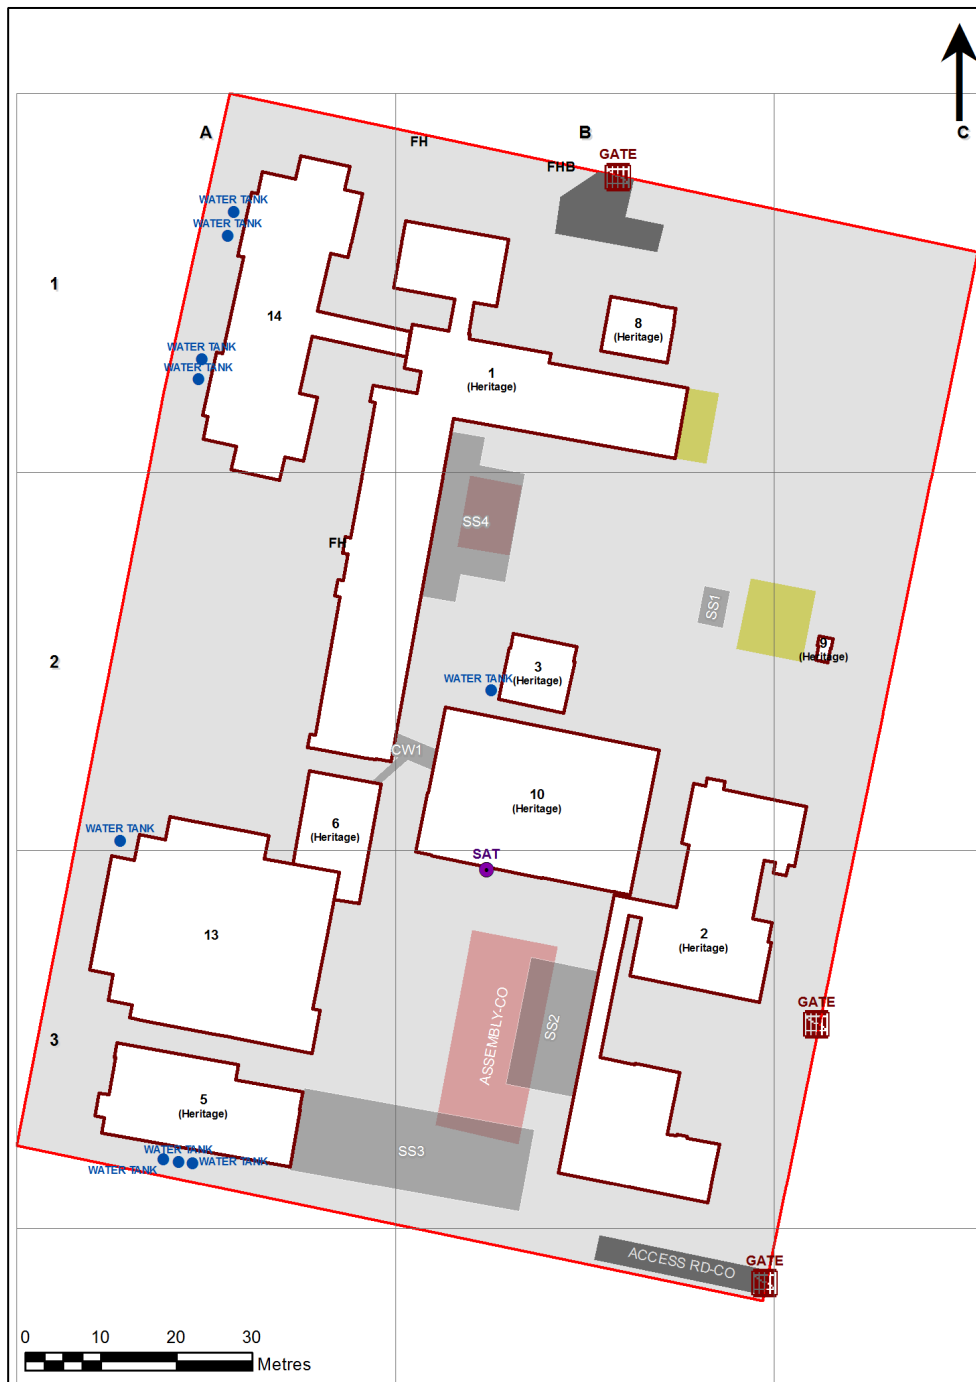 A
B
C
FH
GATE
FHB
WATER TANK
WATER TANK
1
14
8
(Heritage)
WATER TANK
WATER TANK
1
(Heritage)
SS4
FH
SS1
9
(Heritage)
2
3
(Heritage)
WATER TANK
CW1
10
(Heritage)
6
(Heritage)
WATER TANK
SAT
13
2
(Heritage)
GATE
ASSEMBLY-CO
SS2
3
5
(Heritage)
SS3
WATER TANK
WATER TANK
WATER TANK
ACCESS RD-CO
GATE
0 10 20 30
Metres